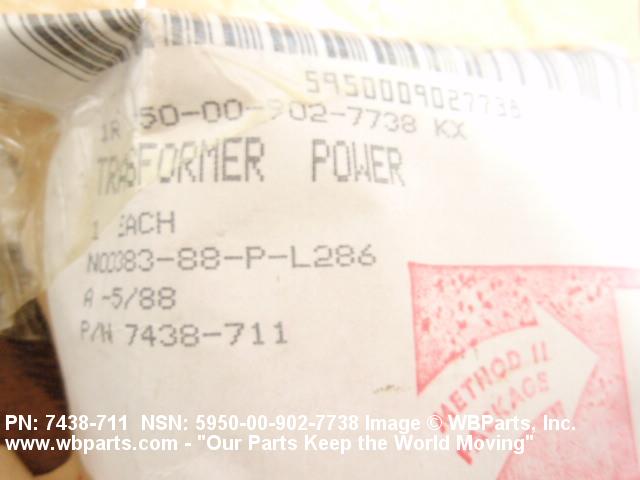 5950009027738
1R 50-00-902-7738 KX
TRASFORMER POWER
1 EACH
N00383-88-P-L286
A -5/88
P/N 7438-711
METHOD II
PACKAGE
PN: 7438-711 NSN: 5950-00-902-7738 Image © WBParts, Inc.
www.wbparts.com - "Our Parts Keep the World Moving"